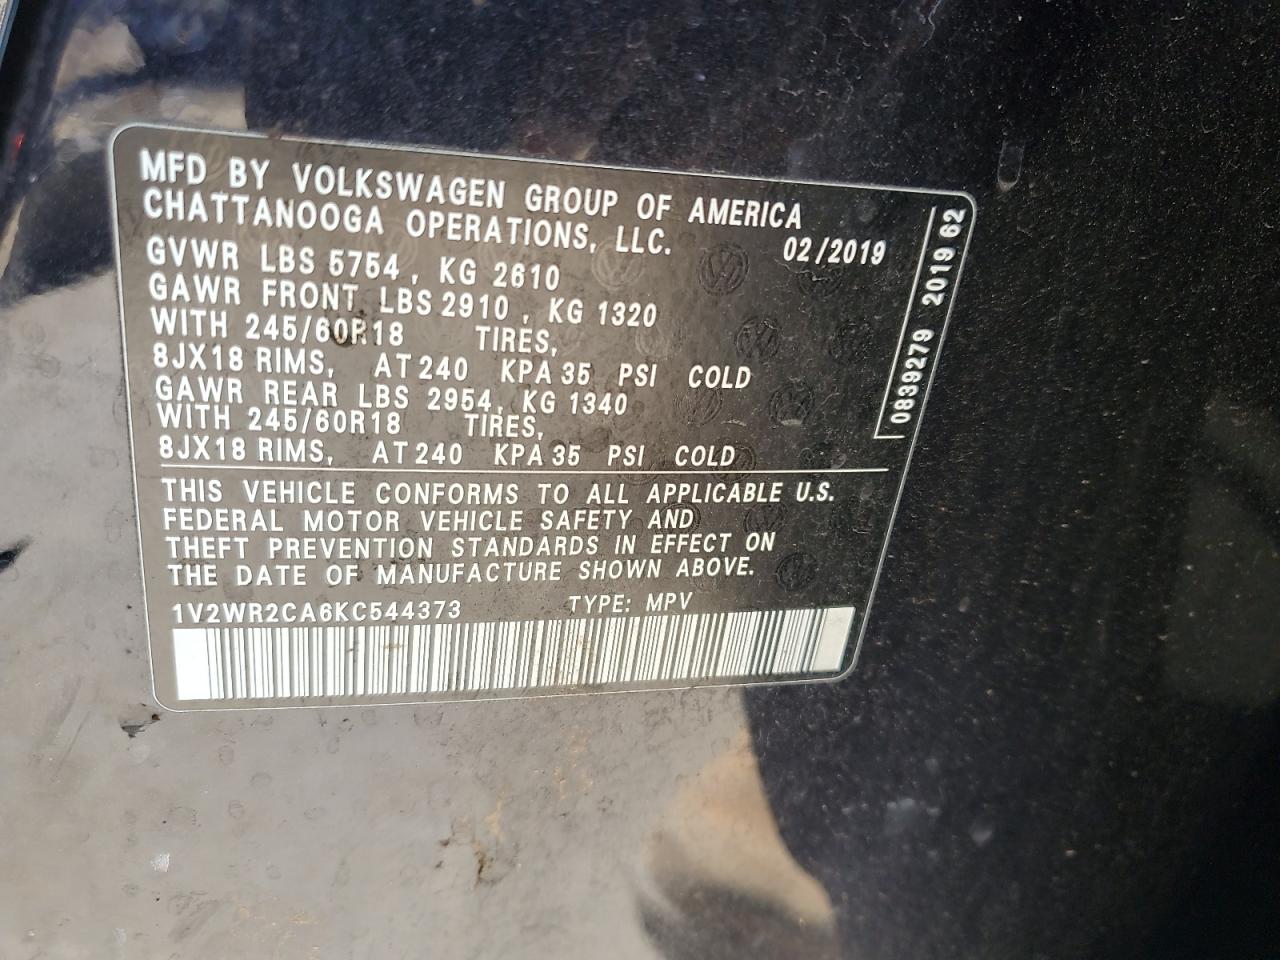 MFD BY VOLKSWAGEN GROUP OF AMERICA
CHATTANOOGA OPERATIONS, LLC.
02/2019
GVWR LBS 5754 , KG 2610
GAWR FRONT LBS 2910 , KG 1320
WITH 245/60R18 TIRES,
8JX18 RIMS, AT 240 KPA 35 PSI COLD
GAWR REAR LBS 2954, KG 1340
WITH 245/60R18 TIRES,
8JX18 RIMS, AT 240 KPA 35 PSI COLD
THIS VEHICLE CONFORMS TO ALL APPLICABLE U.S.
FEDERAL MOTOR VEHICLE SAFETY AND
THEFT PREVENTION STANDARDS IN EFFECT ON
THE DATE OF MANUFACTURE SHOWN ABOVE.
1V2WR2CA6KC544373 TYPE: MPV
0839279 2019 62